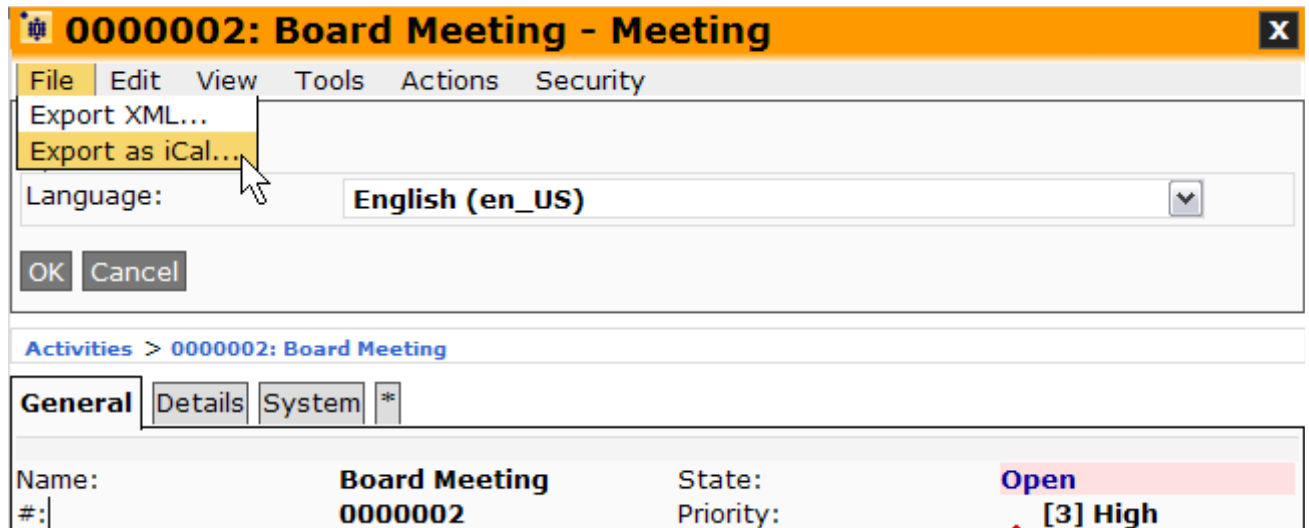 0000002: Board Meeting - Meeting X
File Edit View Tools Actions Security
Export XML...
Export as iCal...
Language: English (en_US)
OK Cancel
Activities > 0000002: Board Meeting
General Details System *
Name: Board Meeting State: Open
#: 0000002 Priority: [3] High